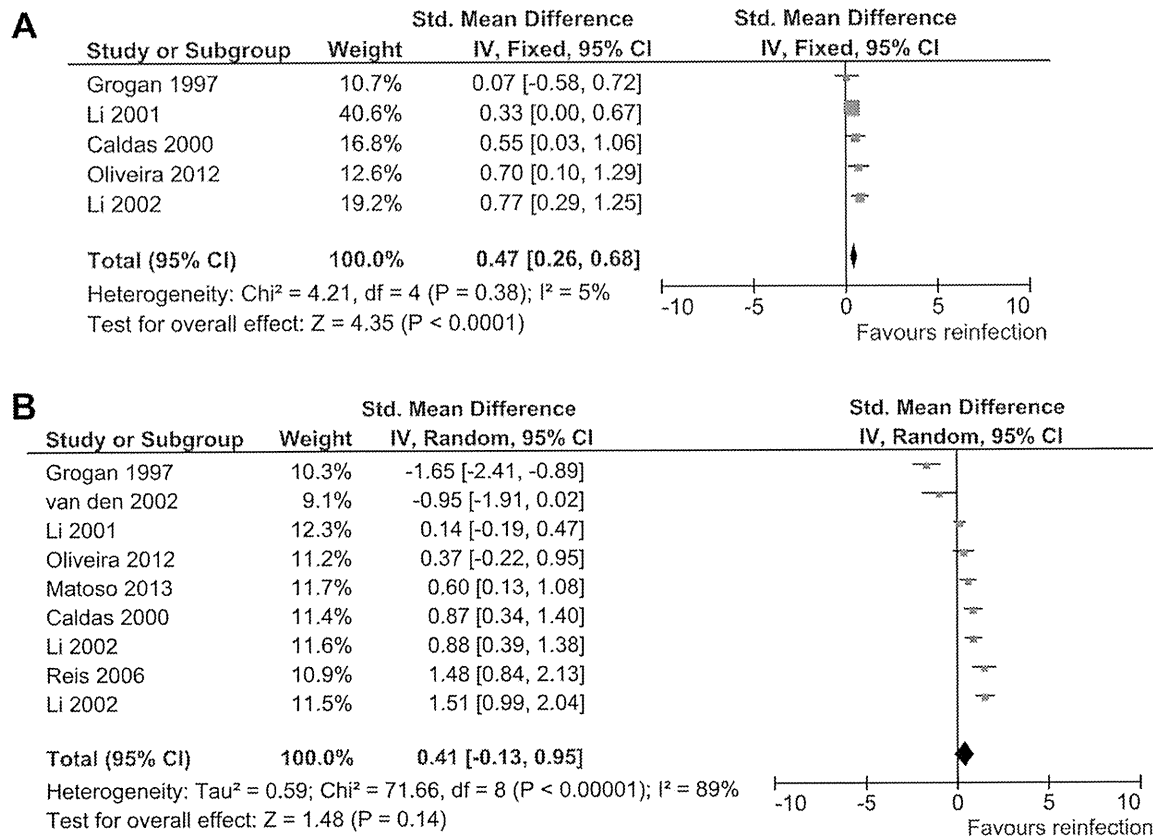 A
Std. Mean Difference Std. Mean Difference
Study or Subgroup Weight IV, Fixed, 95% CI IV, Fixed, 95% CI
Grogan 1997 10.7% 0.07 [-0.58, 0.72]
Li 2001 40.6% 0.33 [0.00, 0.67]
Caldas 2000 16.8% 0.55 [0.03, 1.06]
Oliveira 2012 12.6% 0.70 [0.10, 1.29]
Li 2002 19.2% 0.77 [0.29, 1.25]
Total (95% CI) 100.0% 0.47 [0.26, 0.68]
Heterogeneity: Chi² = 4.21, df = 4 (P = 0.38); I² = 5%
-10 -5 0 5 10
Test for overall effect: Z = 4.35 (P < 0.0001)
Favours reinfection
B
Std. Mean Difference Std. Mean Difference
Study or Subgroup Weight IV, Random, 95% CI IV, Random, 95% CI
Grogan 1997 10.3% -1.65 [-2.41, -0.89]
van den 2002 9.1% -0.95 [-1.91, 0.02]
Li 2001 12.3% 0.14 [-0.19, 0.47]
Oliveira 2012 11.2% 0.37 [-0.22, 0.95]
Matoso 2013 11.7% 0.60 [0.13, 1.08]
Caldas 2000 11.4% 0.87 [0.34, 1.40]
Li 2002 11.6% 0.88 [0.39, 1.38]
Reis 2006 10.9% 1.48 [0.84, 2.13]
Li 2002 11.5% 1.51 [0.99, 2.04]
Total (95% CI) 100.0% 0.41 [-0.13, 0.95]
Heterogeneity: Tau² = 0.59; Chi² = 71.66, df = 8 (P < 0.00001); I² = 89%
-10 -5 0 5 10
Test for overall effect: Z = 1.48 (P = 0.14)
Favours reinfection